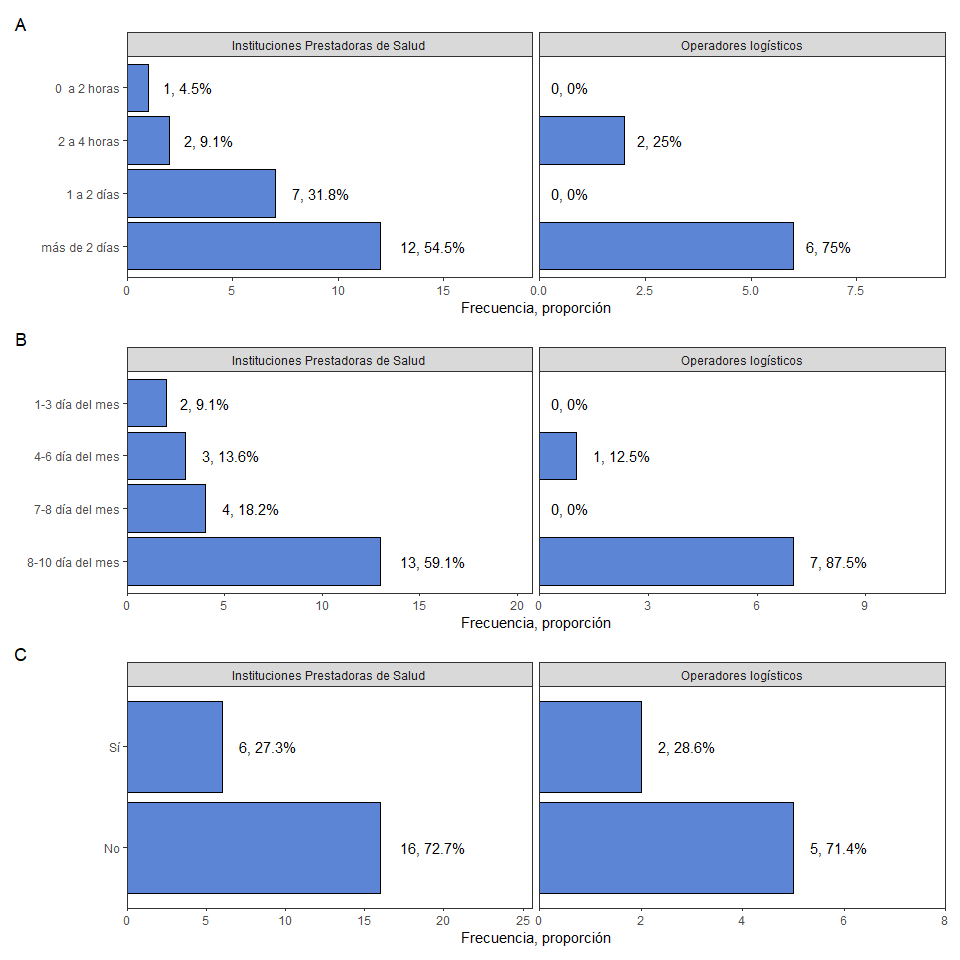 A
Instituciones Prestadoras de Salud Operadores logísticos
0 a 2 horas 1, 4.5% 0, 0%
2 a 4 horas 2, 9.1% 2, 25%
1 a 2 días 7, 31.8% 0, 0%
más de 2 días 12, 54.5% 6, 75%
0 5 10 15 0.0 2.5 5.0 7.5
Frecuencia, proporción
B
Instituciones Prestadoras de Salud Operadores logísticos
1-3 día del mes 2, 9.1% 0, 0%
4-6 día del mes 3, 13.6% 1, 12.5%
7-8 día del mes 4, 18.2% 0, 0%
8-10 día del mes 13, 59.1% 7, 87.5%
0 5 10 15 20 0 3 6 9
Frecuencia, proporción
C
Instituciones Prestadoras de Salud Operadores logísticos
Sí 6, 27.3% 2, 28.6%
No 16, 72.7% 5, 71.4%
0 5 10 15 20 25 0 2 4 6 8
Frecuencia, proporción